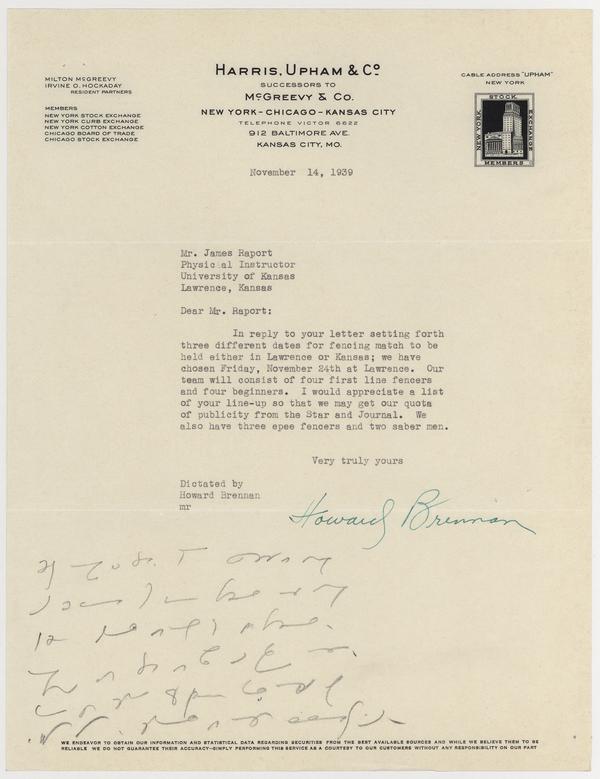 HARRIS, UPHAM & Cº
SUCCESSORS TO
McGREEVY & CO.
NEW YORK-CHICAGO-KANSAS CITY
TELEPHONE VICTOR 6622
912 BALTIMORE AVE.
KANSAS CITY, MO.
MILTON McGREEVY
IRVINE O. HOCKADAY
RESIDENT PARTNERS
MEMBERS
NEW YORK STOCK EXCHANGE
NEW YORK CURB EXCHANGE
NEW YORK COTTON EXCHANGE
CHICAGO BOARD OF TRADE
CHICAGO STOCK EXCHANGE
CABLE ADDRESS "UPHAM"
NEW YORK
NEW YORK
STOCK
EXCHANGE
MEMBERS
November 14, 1939
Mr. James Raport
Physical Instructor
University of Kansas
Lawrence, Kansas
Dear Mr. Raport:
In reply to your letter setting forth
three different dates for fencing match to be
held either in Lawrence or Kansas; we have
chosen Friday, November 24th at Lawrence. Our
team will consist of four first line fencers
and four beginners. I would appreciate a list
of your line-up so that we may get our quota
of publicity from the Star and Journal. We
also have three epee fencers and two saber men.
Very truly yours
Dictated by
Howard Brennan
mr
Howard Brennan
WE ENDEAVOR TO OBTAIN OUR INFORMATION AND STATISTICAL DATA REGARDING SECURITIES FROM THE BEST AVAILABLE SOURCES AND WHILE WE BELIEVE THEM TO BE
RELIABLE WE DO NOT GUARANTEE THEIR ACCURACY-SIMPLY PERFORMING THIS SERVICE AS A COURTESY TO OUR CUSTOMERS WITHOUT ANY RESPONSIBILITY ON OUR PART